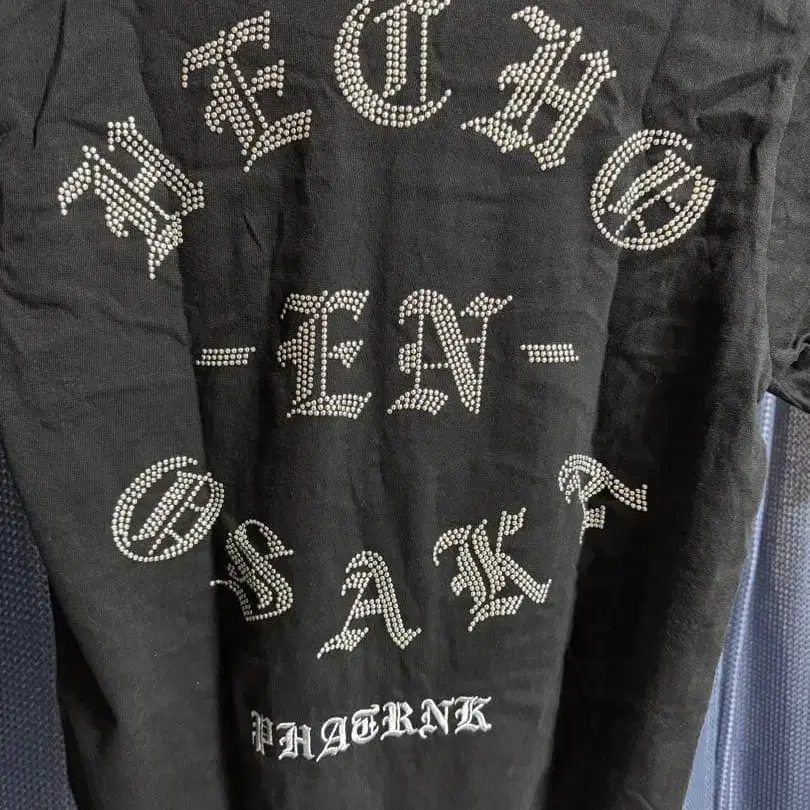 HECHO
-EN-
OSAKA
PHATRNK